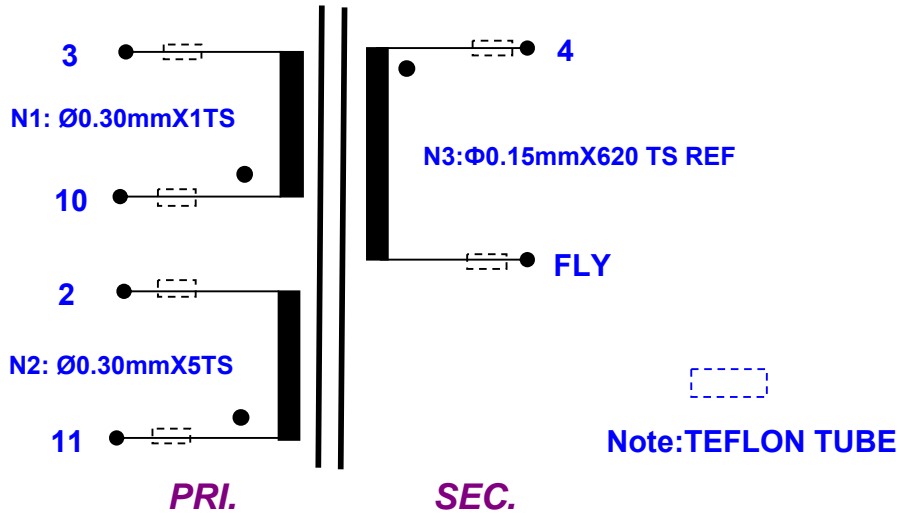 3
N1: Ø0.30mmX1TS
10
2
N2: Ø0.30mmX5TS
11
PRI.
4
N3:Φ0.15mmX620 TS REF
FLY
SEC.
Note:TEFLON TUBE